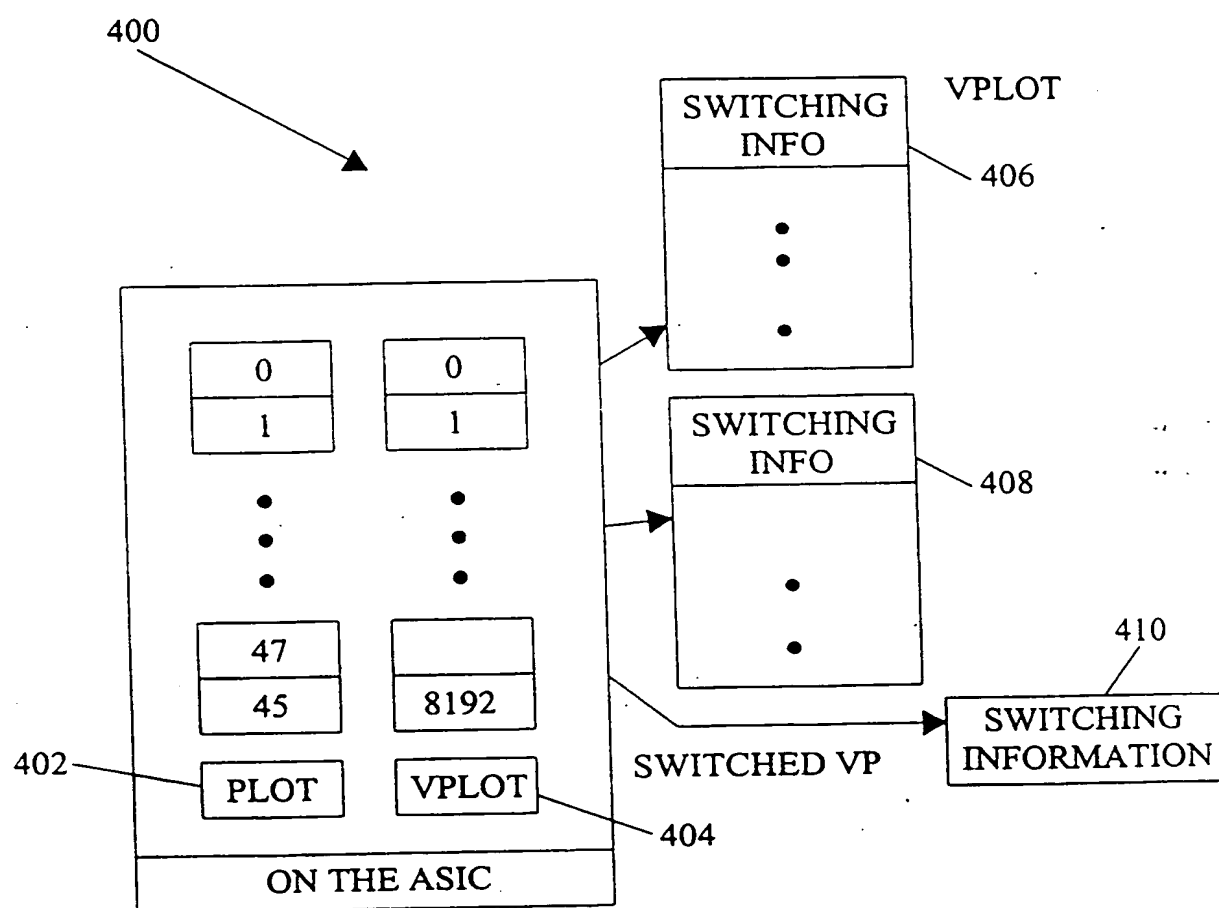 400
VPLOT
SWITCHING
INFO
406
0
0
1
1
SWITCHING
INFO
408
47
45
8192
410
SWITCHING
INFORMATION
SWITCHED VP
402
PLOT
VPLOT
404
ON THE ASIC